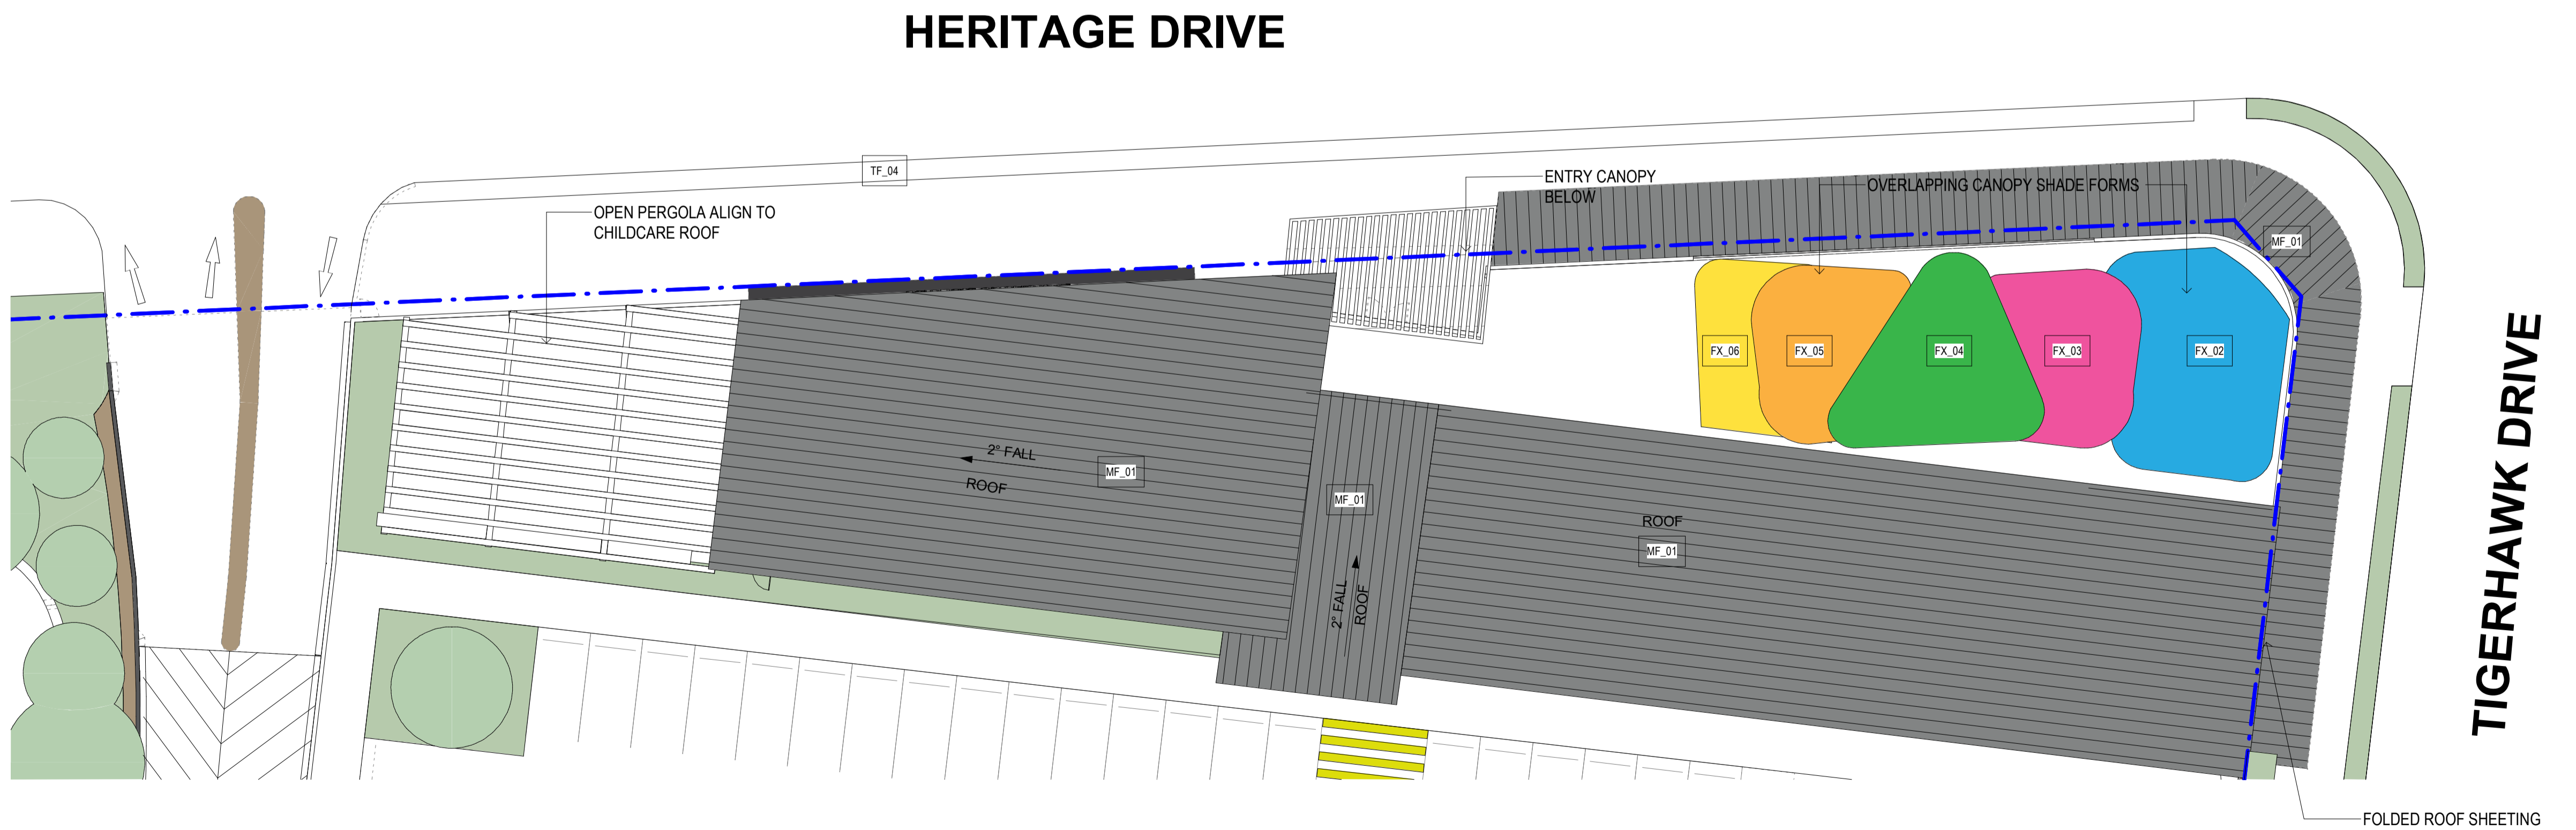 HERITAGE DRIVE
TF_04
ENTRY CANOPY
BELOW
OVERLAPPING CANOPY SHADE FORMS
OPEN PERGOLA ALIGN TO
CHILDCARE ROOF
MF_01
FX_06
FX_05
FX_04
FX_03
FX_02
TIGERHAWK DRIVE
2° FALL
ROOF
MF_01
MF_01
ROOF
MF_01
2° FALL
ROOF
FOLDED ROOF SHEETING